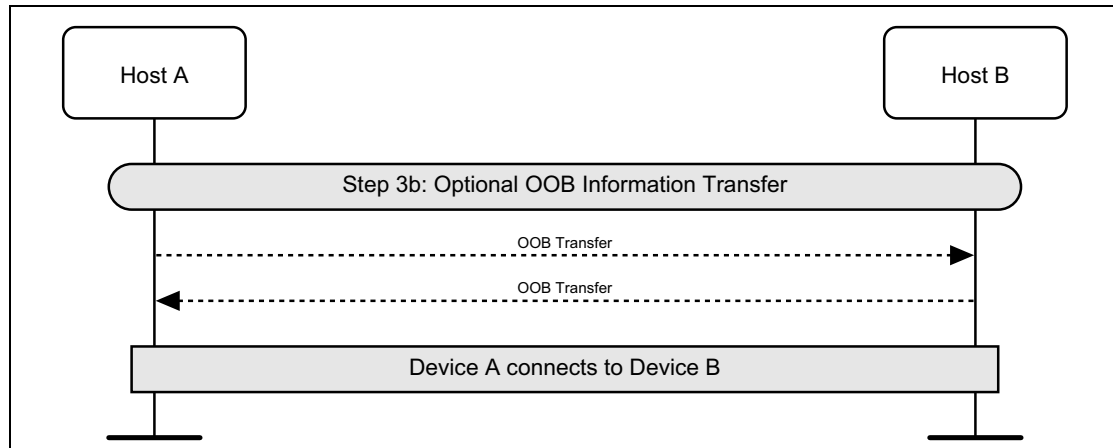 Host A
Host B
Step 3b: Optional OOB Information Transfer
OOB Transfer
OOB Transfer
Device A connects to Device B